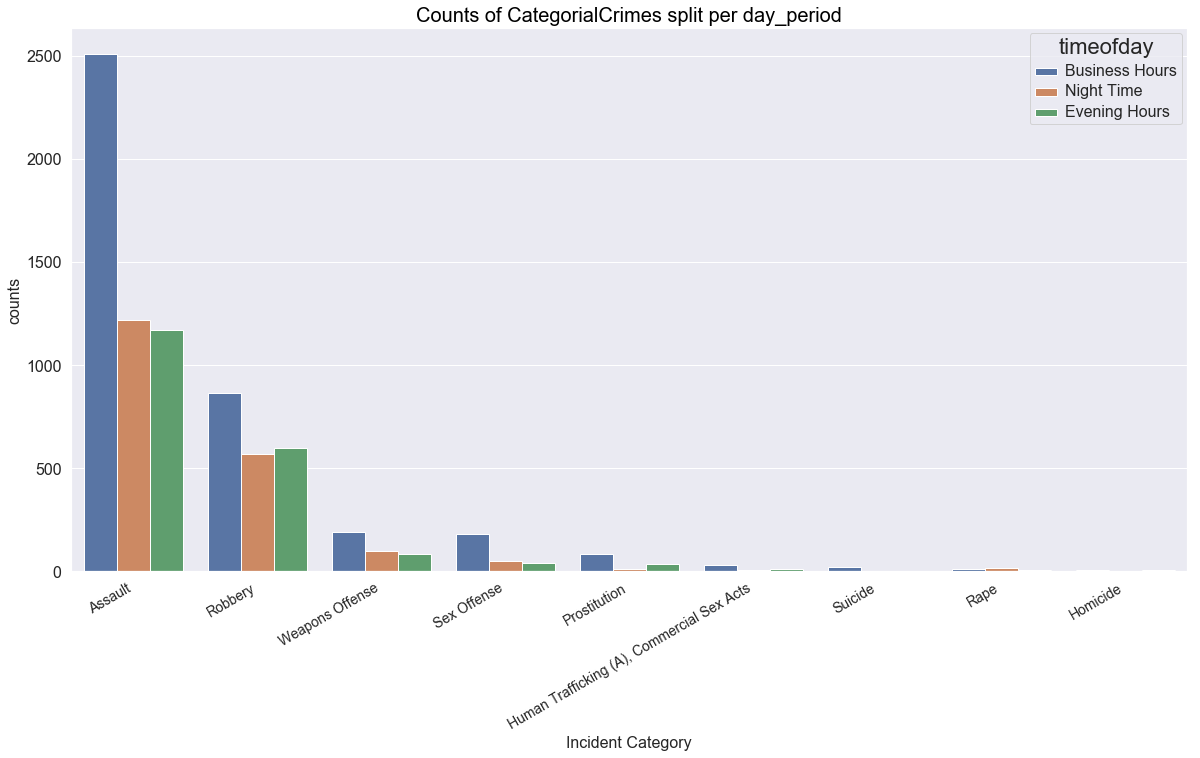 Counts of CategorialCrimes split per day_period
timeofday
Business Hours
Night Time
Evening Hours
counts
2500
2000
1500
1000
500
0
Assault
Robbery
Weapons Offense
Sex Offense
Prostitution
Human Trafficking (A), Commercial Sex Acts
Suicide
Rape
Homicide
Incident Category